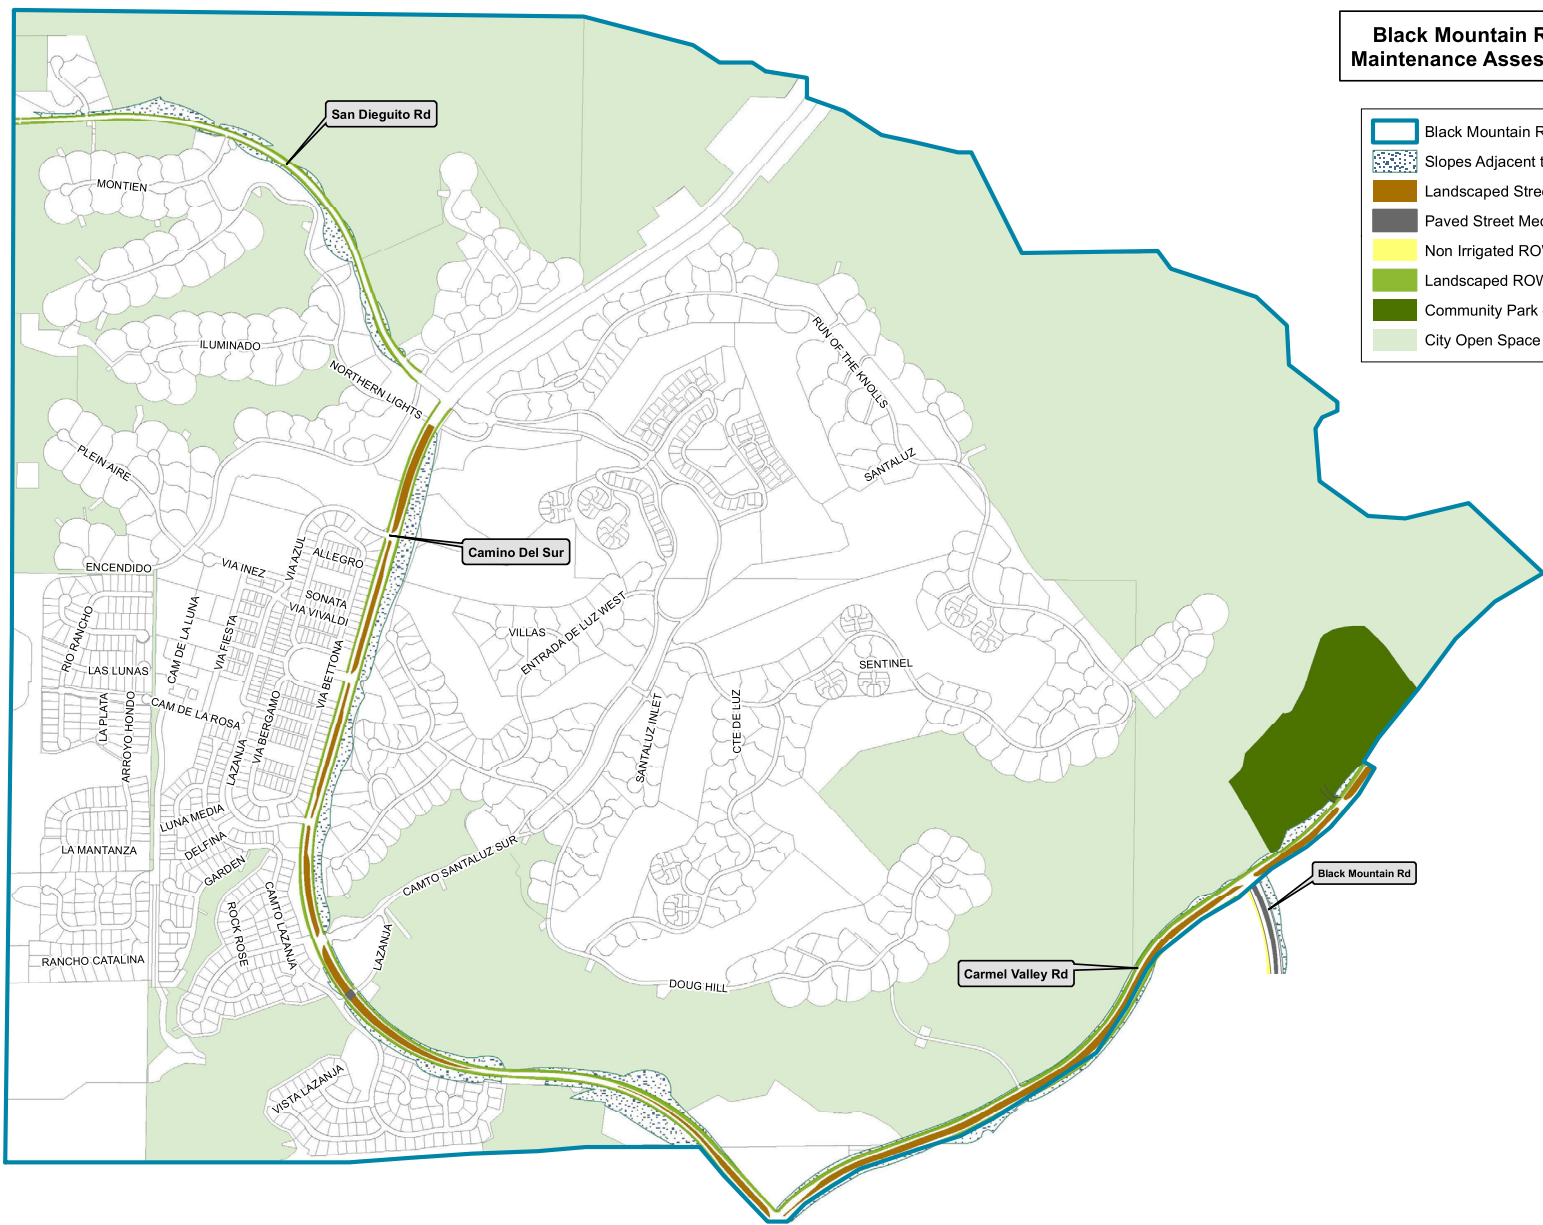 Black Mountain R
Maintenance Asses
Black Mountain R
Slopes Adjacent t
Landscaped Stree
Paved Street Med
Non Irrigated ROW
Landscaped ROW
Community Park
City Open Space
San Dieguito Rd
MONTIEN
ILUMINADO
NORTHERN LIGHTS
RUN OF THE KNOLLS
PLEIN AIRE
SANTALUZ
Camino Del Sur
ENCENDIDO
VIA INEZ
VIA AZUL
ALLEGRO
SONATA
VIA VIVALDI
RIO RANCHO
CAM DE LA LUNA
VIA FIESTA
VIA BETTONA
VILLAS
ENTRADA DE LUZ WEST
SENTINEL
LAS LUNAS
LA PLATA
ARROYO HONDO
CAM DE LA ROSA
VIA BERGAMO
LAZANJA
SANTALUZ INLET
CTE DE LUZ
LUNA MEDIA
DELFINA
GARDEN
LA MANTANZA
CAMTO SANTALUZ SUR
Black Mountain Rd
ROCK ROSE
CAMTO LAZANJA
LAZANJA
RANCHO CATALINA
Carmel Valley Rd
DOUG HILL
VISTA LAZANJA